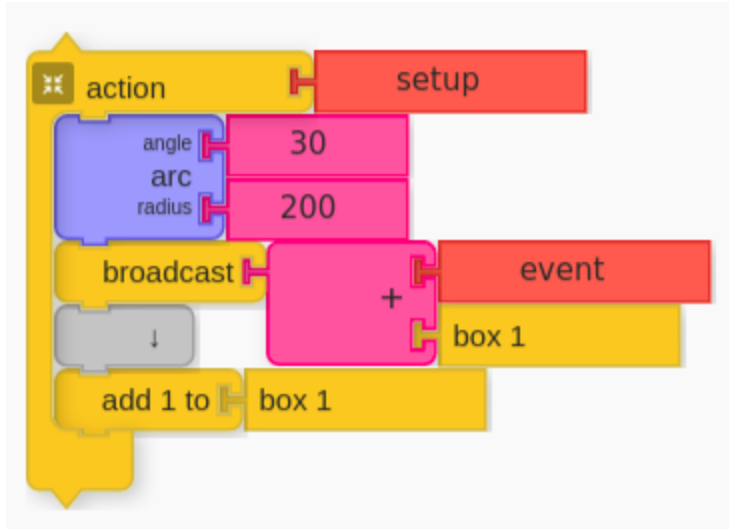 action setup
angle 30
arc
radius 200
broadcast event
+
box 1
↓
add 1 to box 1